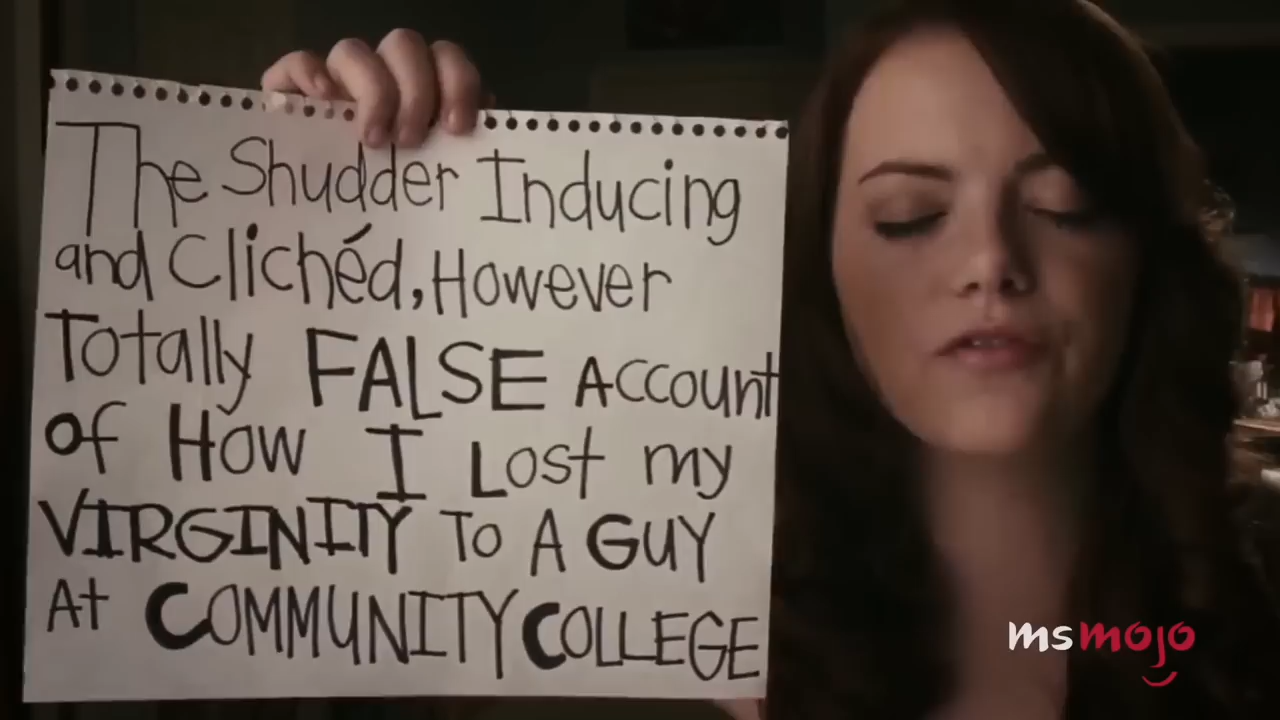 The Shudder Inducing
and Clichéd, However
Totally FALSE Account
of How I Lost my
VIRGINITY To A GUY
At COMMUNITY COLLEGE
msmojo